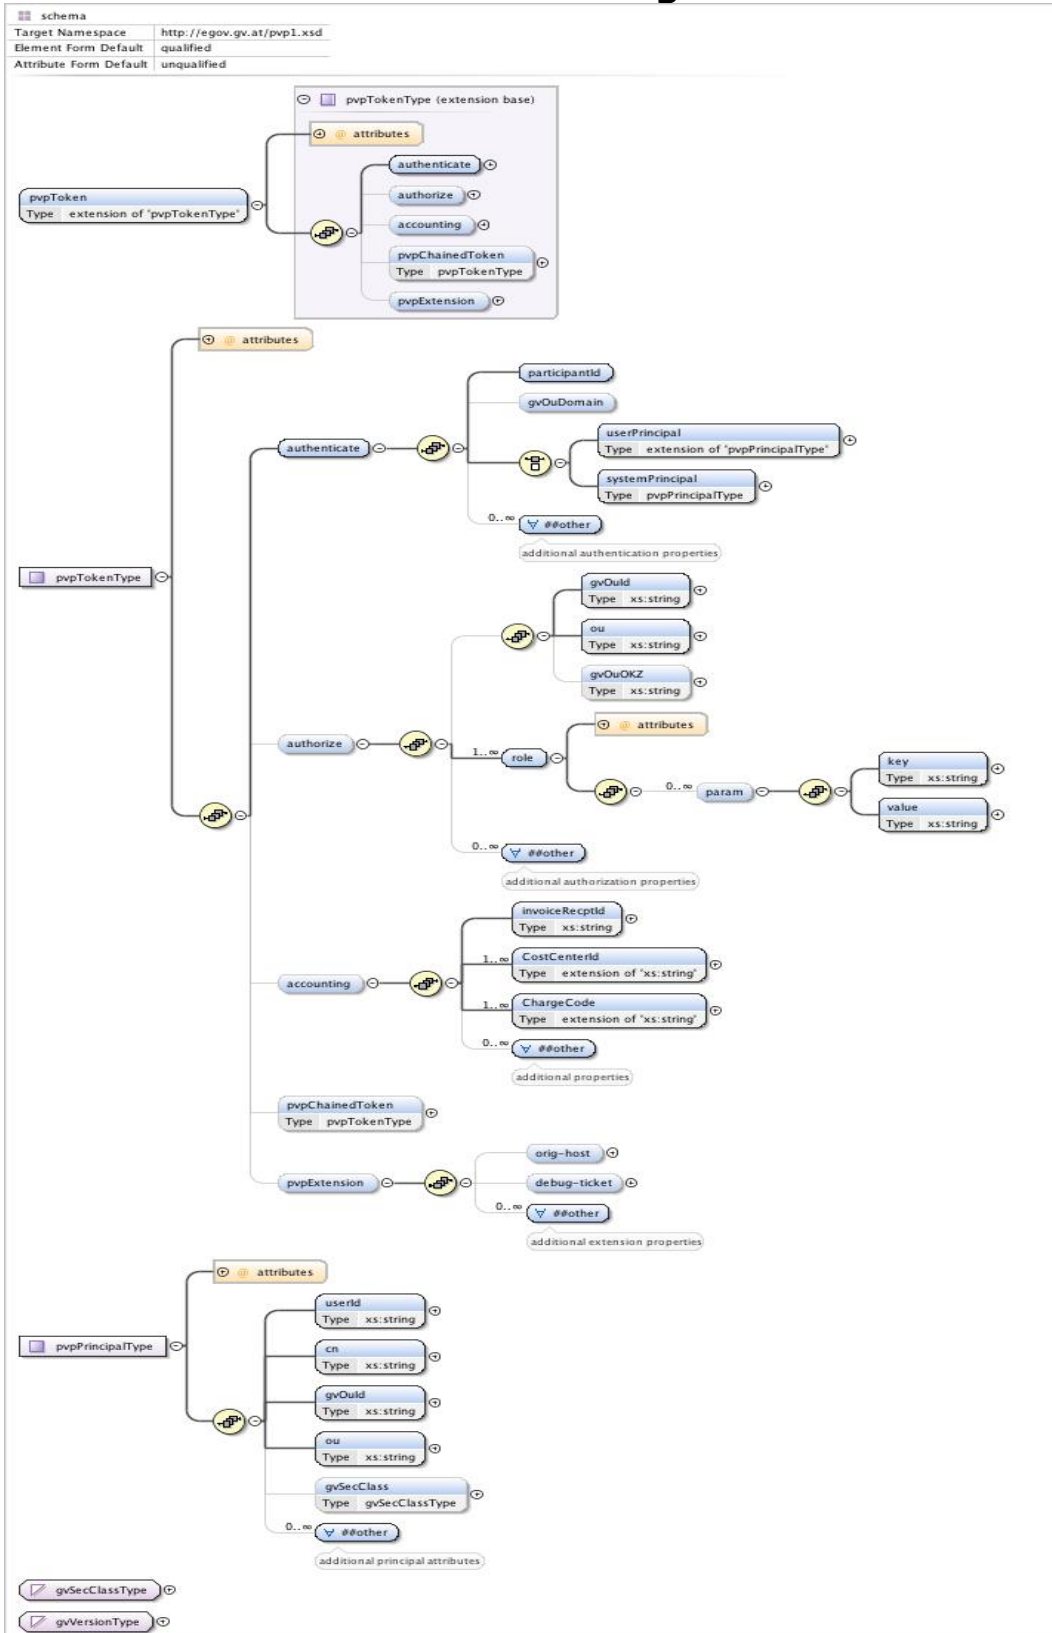 schema
Target Namespace http://egov.gv.at/pvp1.xsd
Element Form Default qualified
Attribute Form Default unqualified
pvpTokenType (extension base)
@ attributes
authenticate
authorize
pvpToken
Type extension of "pvpTokenType"
accounting
pvpChainedToken
Type pvpTokenType
pvpExtension
@ attributes
participantId
gvOuDomain
userPrincipal
Type extension of "pvpPrincipalType"
authenticate
systemPrincipal
Type pvpPrincipalType
0..∞ ##other
additional authentication properties
pvpTokenType
gvOuId
Type xs:string
ou
Type xs:string
gvOuOKZ
Type xs:string
@ attributes
authorize
1..∞ role
0..∞ param
key
Type xs:string
value
Type xs:string
0..∞ ##other
additional authorization properties
invoiceRecptId
Type xs:string
1..∞ CostCenterId
Type extension of "xs:string"
accounting
1..∞ ChargeCode
Type extension of "xs:string"
0..∞ ##other
additional properties
pvpChainedToken
Type pvpTokenType
orig-host
pvpExtension
debug-ticket
0..∞ ##other
additional extension properties
@ attributes
userId
Type xs:string
pvpPrincipalType
cn
Type xs:string
gvOuId
Type xs:string
ou
Type xs:string
gvSecClass
Type gvSecClassType
0..∞ ##other
additional principal attributes
gvSecClassType
gvVersionType